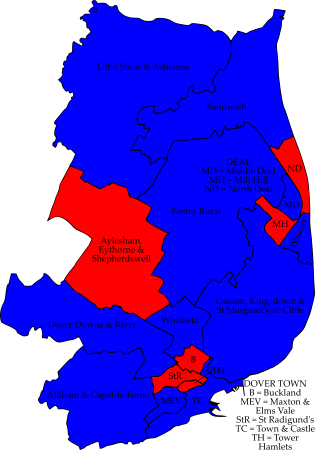 Little Stour & Ashstone
Sandwich
DEAL
MD = Middle Deal
MH = Mill Hill
ND = North Deal
ND
MD
MH
Walmer
Eastry Rural
Aylesham,
Eythorne &
Shepherdswell
Guston, Kingsdown &
St Margaret's-at-Cliffe
Dover Downs & River
Whitfield
B
StR
TH
Alkham & Capel-le-Ferne
MEV
TC
DOVER TOWN
B = Buckland
MEV = Maxton &
Elms Vale
StR = St Radigund's
TC = Town & Castle
TH = Tower
Hamlets